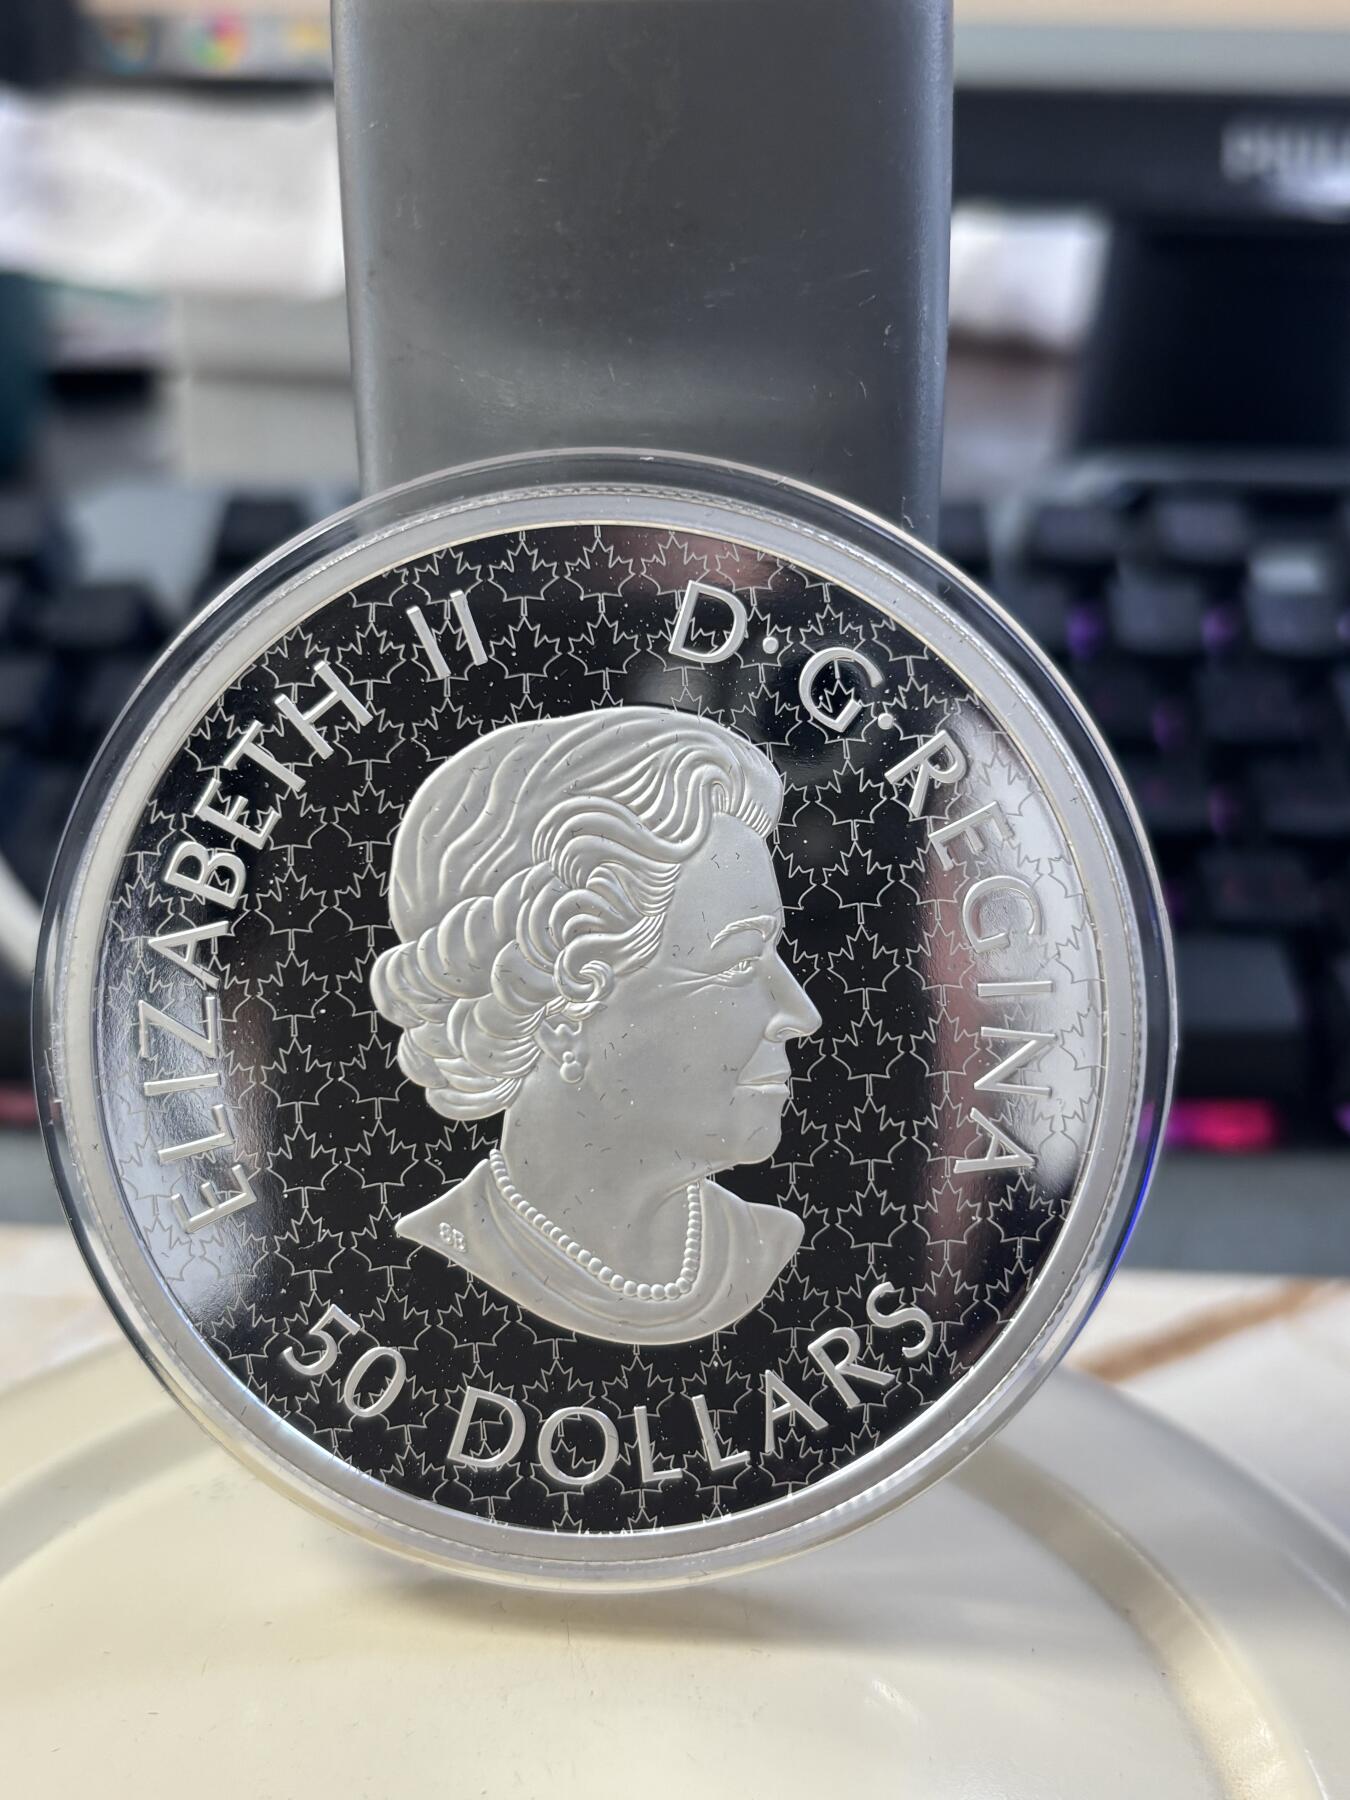 ELIZABETH II D·G·REGINA
SB
50 DOLLARS